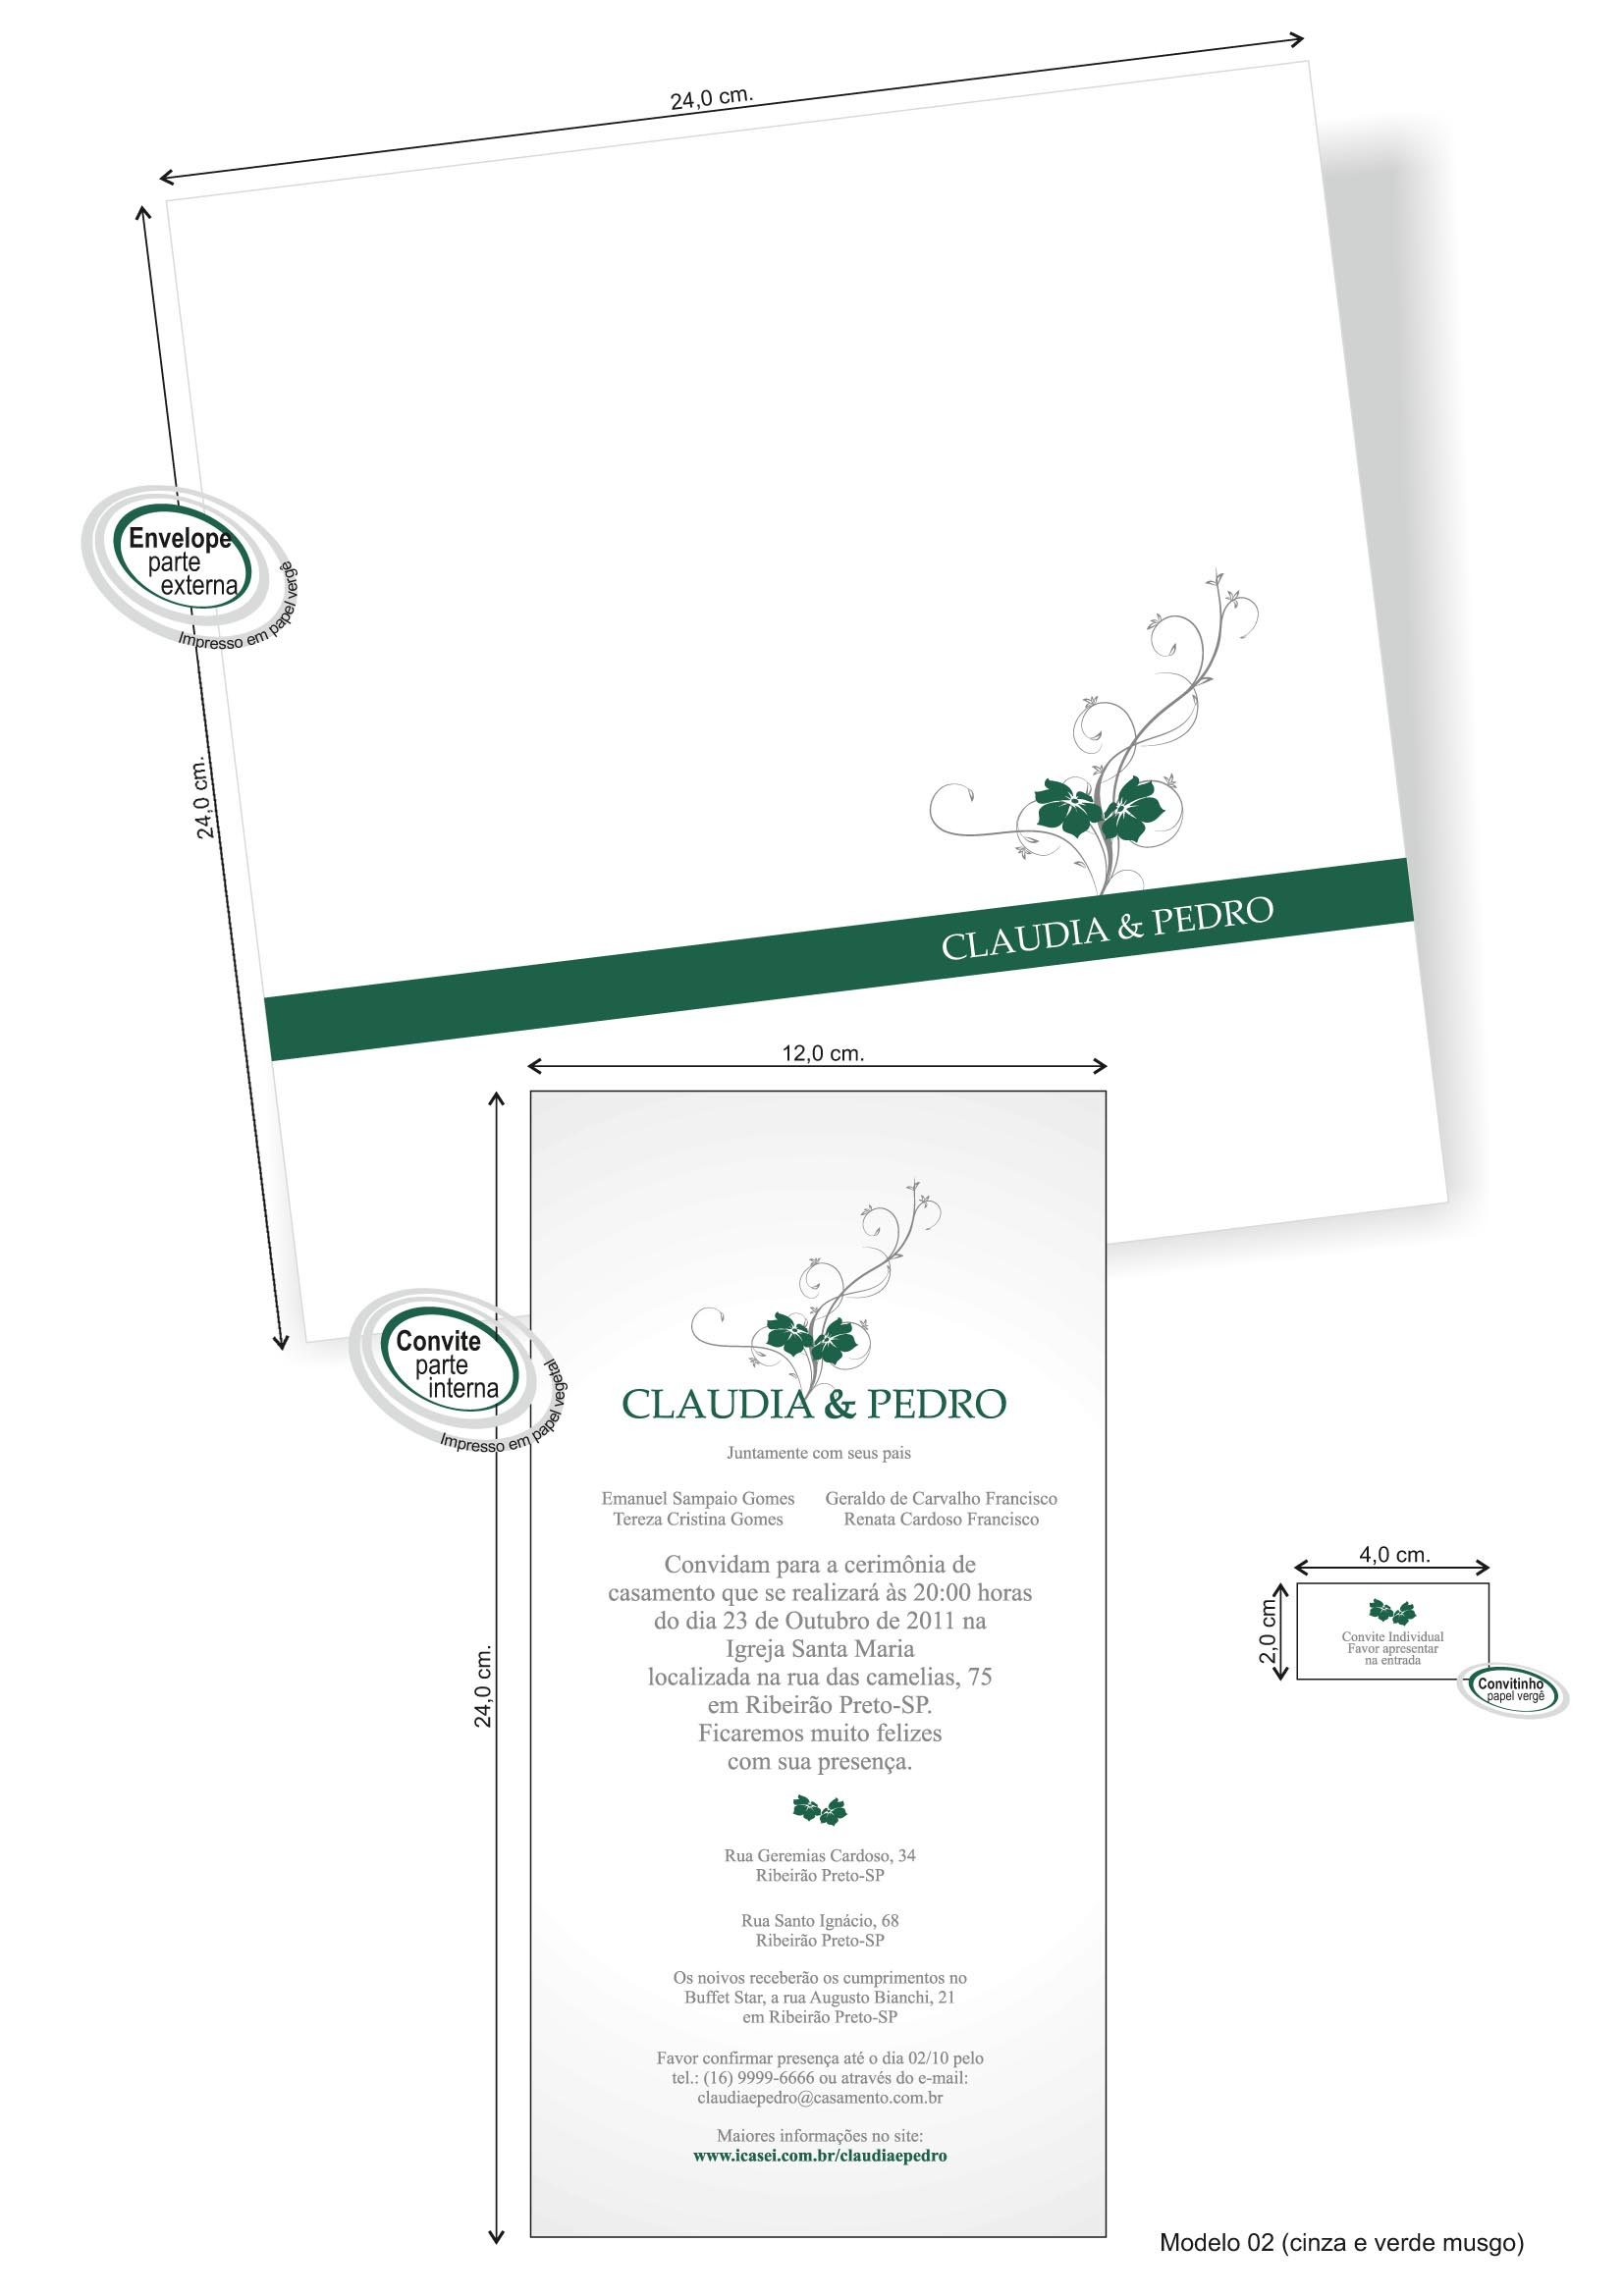 24,0 cm.
24,0 cm.
Envelope
parte
externa
Impresso em papel vergê
CLAUDIA & PEDRO
12,0 cm.
24,0 cm.
Convite
parte
interna
Impresso em papel vegetal
CLAUDIA & PEDRO
Juntamente com seus pais
Emanuel Sampaio Gomes
Tereza Cristina Gomes
Geraldo de Carvalho Francisco
Renata Cardoso Francisco
Convidam para a cerimônia de
casamento que se realizará às 20:00 horas
do dia 23 de Outubro de 2011 na
Igreja Santa Maria
localizada na rua das camelias, 75
em Ribeirão Preto-SP.
Ficaremos muito felizes
com sua presença.
Rua Geremias Cardoso, 34
Ribeirão Preto-SP
Rua Santo Ignácio, 68
Ribeirão Preto-SP
Os noivos receberão os cumprimentos no
Buffet Star, a rua Augusto Bianchi, 21
em Ribeirão Preto-SP
Favor confirmar presença até o dia 02/10 pelo
tel.: (16) 9999-6666 ou através do e-mail:
claudiaepedro@casamento.com.br
Maiores informações no site:
www.icasei.com.br/claudiaepedro
4,0 cm.
2,0 cm.
Convite Individual
Favor apresentar
na entrada
Convitinho
papel vergê
Modelo 02 (cinza e verde musgo)